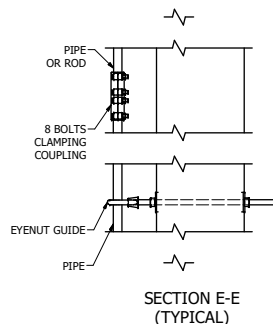 PIPE
OR ROD
8 BOLTS
CLAMPING
COUPLING
EYENUT GUIDE
PIPE
SECTION E-E
(TYPICAL)